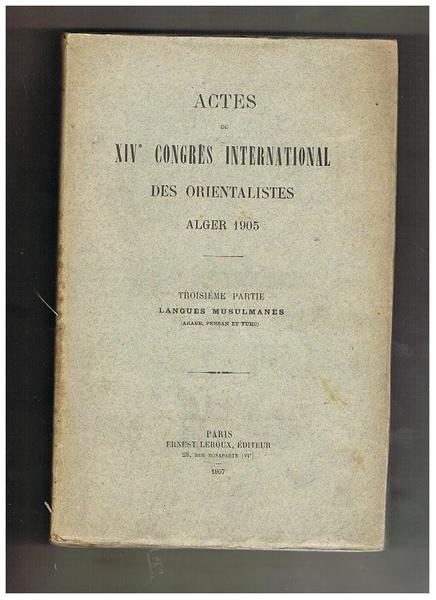 ACTES
DU
XIVᵉ CONGRÈS INTERNATIONAL
DES ORIENTALISTES
ALGER 1905
TROISIÈME PARTIE
LANGUES MUSULMANES
(ARABE, PERSAN ET TURC)
PARIS
ERNEST LEROUX, ÉDITEUR
28, RUE BONAPARTE (VIᵉ)
1907